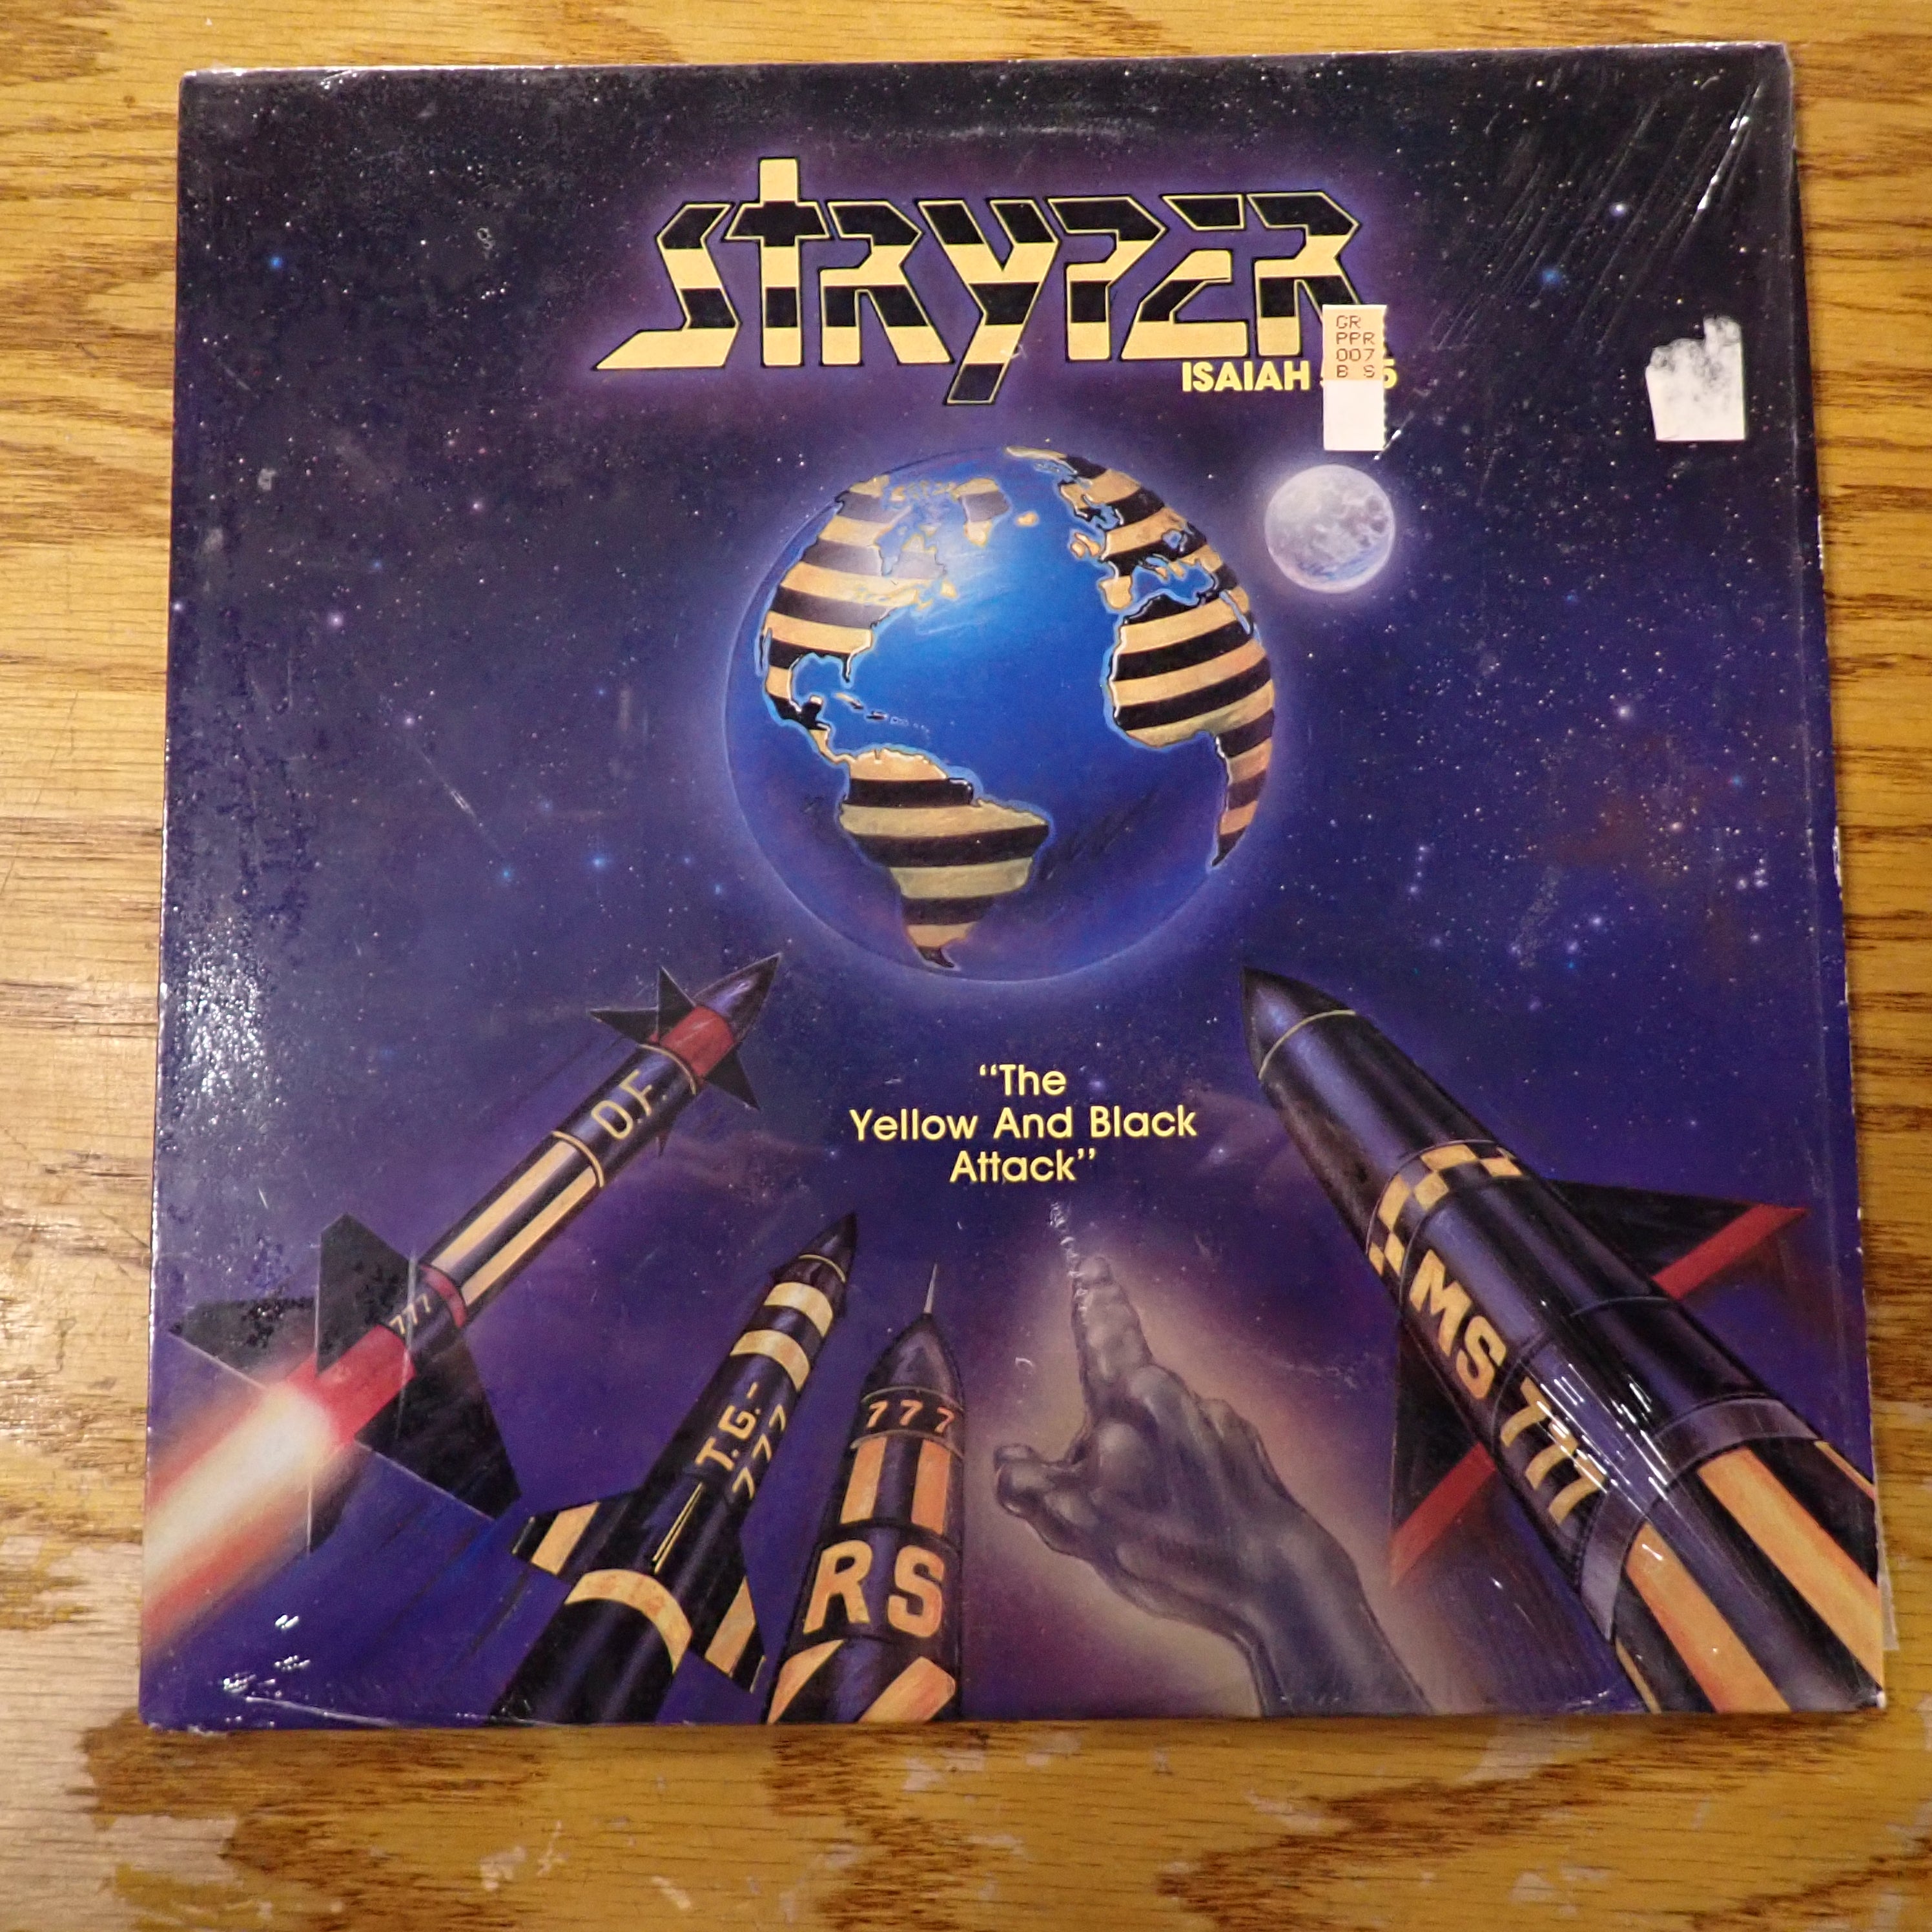 STRYPER
ISAIAH
GR
PPR
007
B S
D.F.
777
"The
Yellow And Black
Attack"
T.G.-
777
777
RS
MS 777